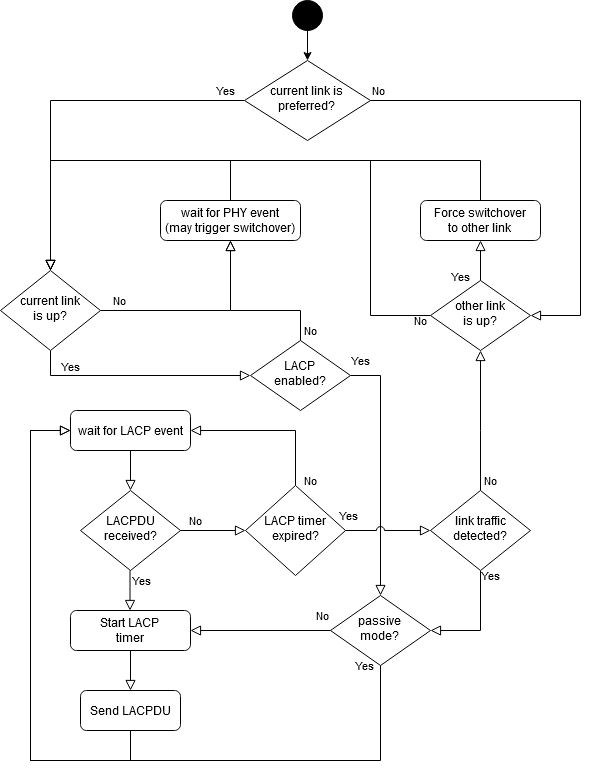 current link is
preferred?
Yes
No
wait for PHY event
(may trigger switchover)
Force switchover
to other link
current link
is up?
No
Yes
other link
is up?
Yes
No
LACP
enabled?
No
Yes
wait for LACP event
LACPDU
received?
No
Yes
LACP timer
expired?
No
Yes
link traffic
detected?
No
Yes
Start LACP
timer
passive
mode?
No
Yes
Send LACPDU